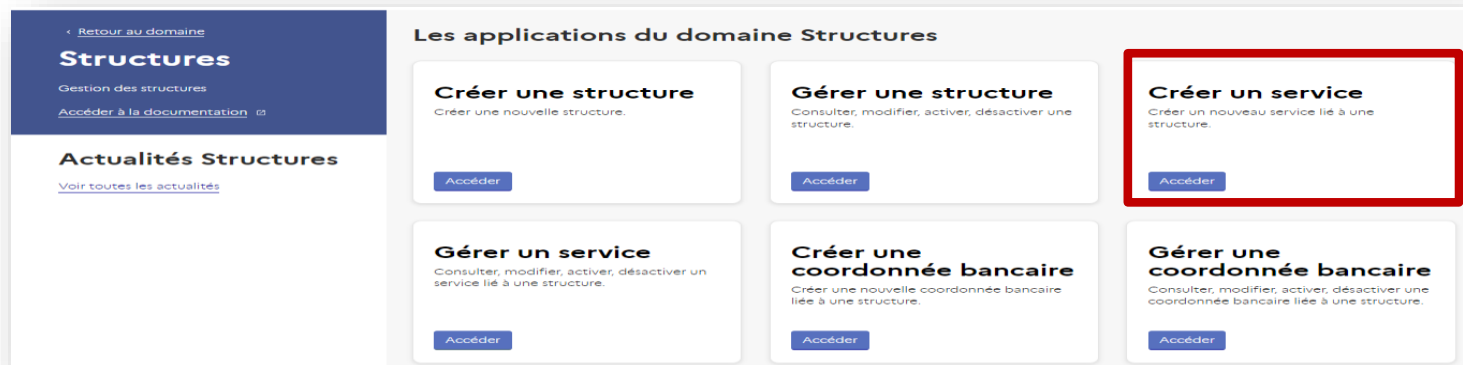 ‹ Retour au domaine
Structures
Gestion des structures
Accéder à la documentation
Actualités Structures
Voir toutes les actualités
Les applications du domaine Structures
Créer une structure
Créer une nouvelle structure.
Accéder
Gérer une structure
Consulter, modifier, activer, désactiver une
structure.
Accéder
Créer un service
Créer un nouveau service lié à une
structure.
Accéder
Gérer un service
Consulter, modifier, activer, désactiver un
service lié à une structure.
Accéder
Créer une
coordonnée bancaire
Créer une nouvelle coordonnée bancaire
liée à une structure.
Accéder
Gérer une
coordonnée bancaire
Consulter, modifier, activer, désactiver une
coordonnée bancaire liée à une structure.
Accéder